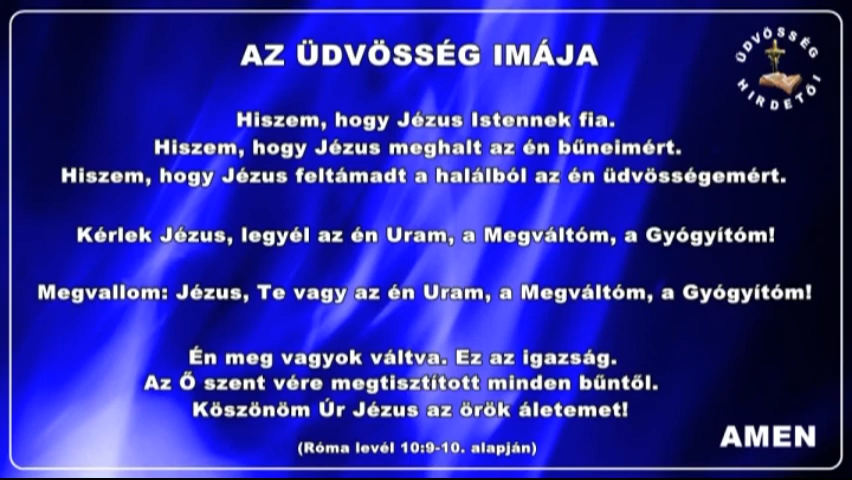 AZ ÜDVÖSSÉG IMÁJA
ÜDVÖSSÉG
HIRDETŐI
Hiszem, hogy Jézus Istennek fia.
Hiszem, hogy Jézus meghalt az én bűneimért.
Hiszem, hogy Jézus feltámadt a halálból az én üdvösségemért.
Kérlek Jézus, legyél az én Uram, a Megváltóm, a Gyógyítóm!
Megvallom: Jézus, Te vagy az én Uram, a Megváltóm, a Gyógyítóm!
Én meg vagyok váltva. Ez az igazság.
Az Ő szent vére megtisztított minden bűntől.
Köszönöm Úr Jézus az örök áletemet!
(Róma levél 10:9-10. alapján)
AMEN